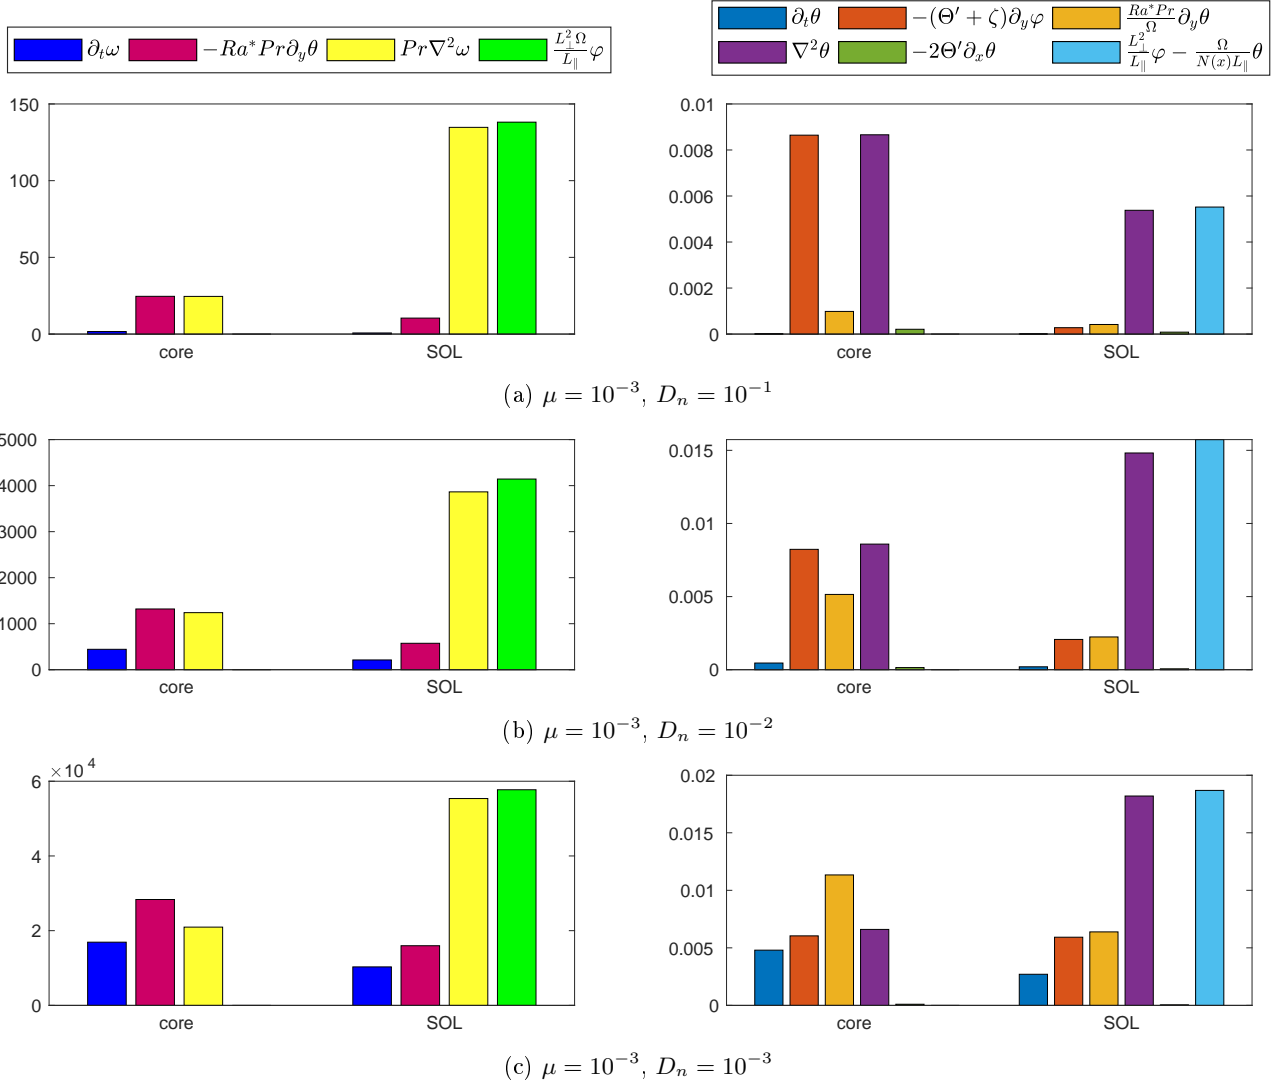 ∂ₜω −Ra*Pr∂ᵧθ Pr∇²ω L⊥²Ω/L∥ φ
∂ₜθ −(Θ′ + ζ)∂ᵧφ Ra*Pr/Ω ∂ᵧθ
∇²θ −2Θ′∂ₓθ L⊥²/L∥ φ − Ω/N(x)L∥ θ
150
100
50
0
core SOL
0.01
0.008
0.006
0.004
0.002
0
core SOL
(a) μ = 10⁻³, Dₙ = 10⁻¹
5000
4000
3000
2000
1000
0
core SOL
0.015
0.01
0.005
0
core SOL
(b) μ = 10⁻³, Dₙ = 10⁻²
×10⁴
6
4
2
0
core SOL
0.02
0.015
0.01
0.005
0
core SOL
(c) μ = 10⁻³, Dₙ = 10⁻³